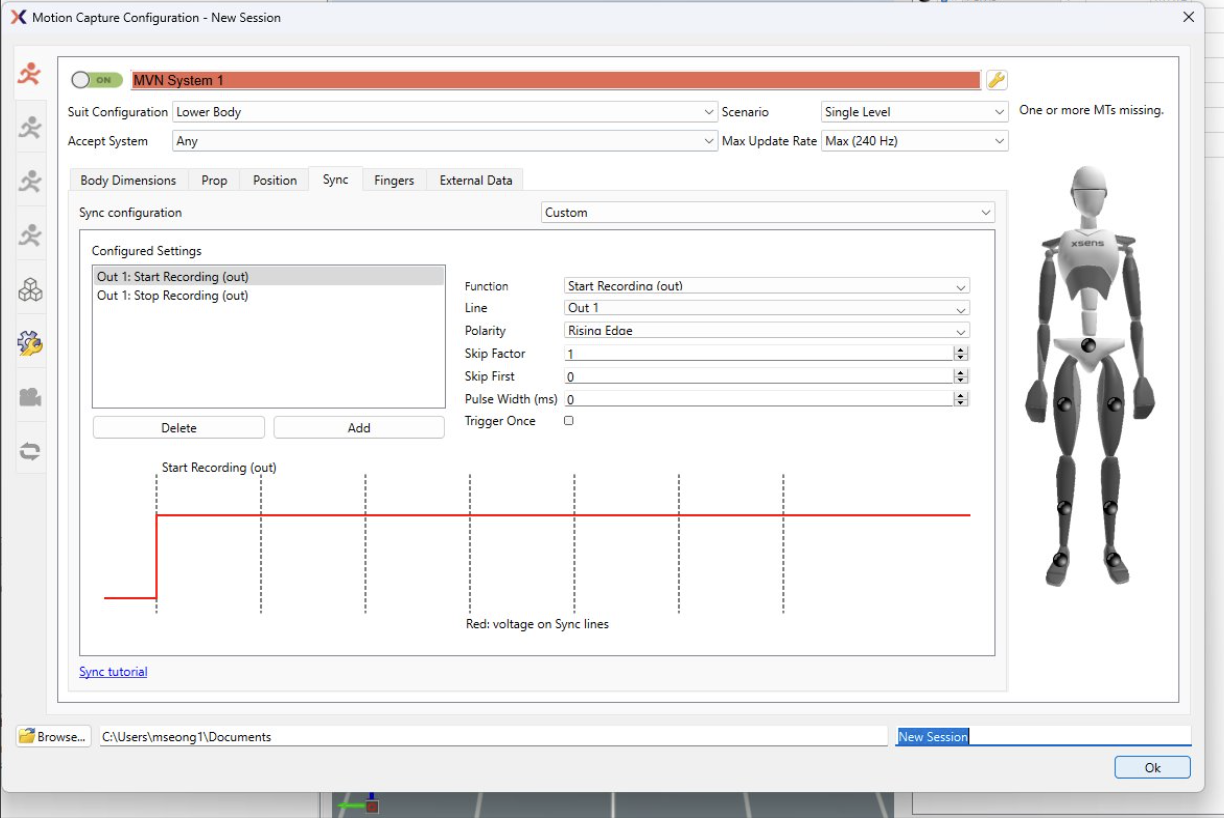 Motion Capture Configuration - New Session
ON MVN System 1
Suit Configuration Lower Body Scenario Single Level One or more MTs missing.
Accept System Any Max Update Rate Max (240 Hz)
Body Dimensions Prop Position Sync Fingers External Data
Sync configuration Custom
Configured Settings
Out 1: Start Recording (out)
Out 1: Stop Recording (out)
Function Start Recording (out)
Line Out 1
Polarity Rising Edge
Skip Factor 1
Skip First 0
Pulse Width (ms) 0
Trigger Once
Delete Add
Start Recording (out)
Red: voltage on Sync lines
Sync tutorial
xsens
Browse... C:\Users\mseong1\Documents New Session
Ok